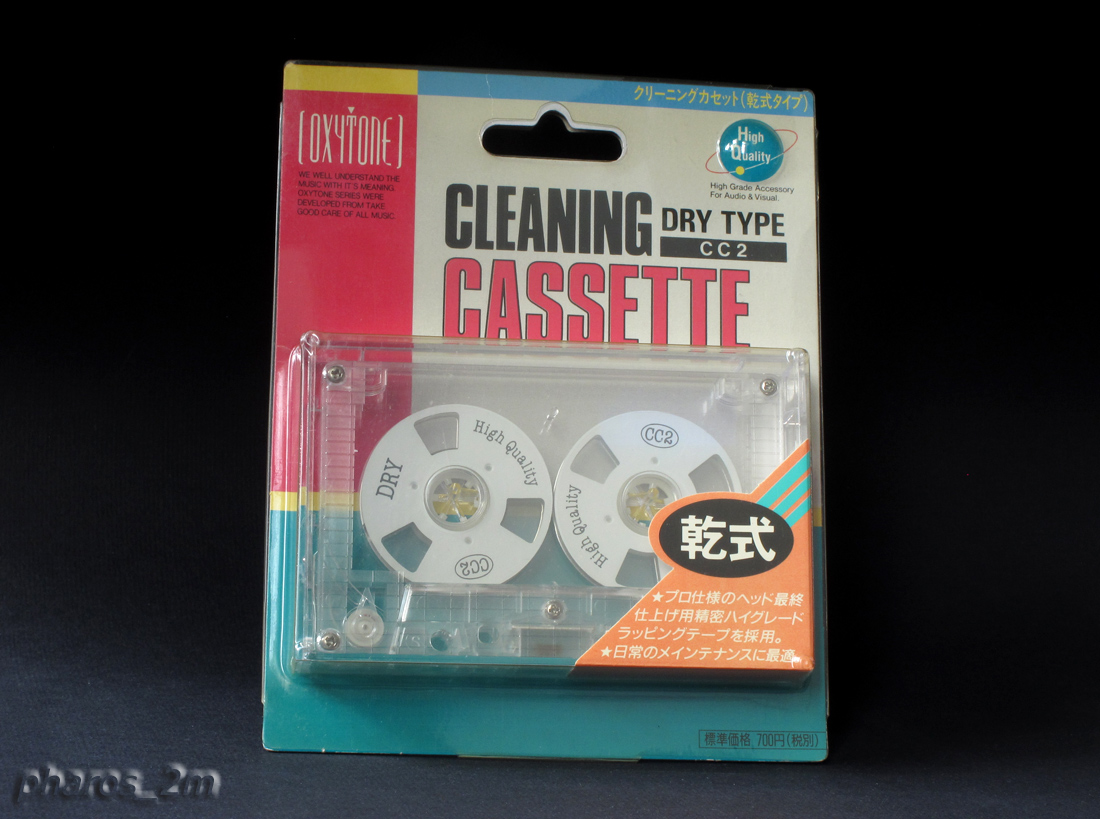 クリーニングカセット(乾式タイプ)
[OXYTONE]
WE WELL UNDERSTAND THE
MUSIC WITH IT'S MEANING.
OXYTONE SERIES WERE
DEVELOPED FROM TAKE
GOOD CARE OF ALL MUSIC.
High
Quality
High Grade Accessory
For Audio & Visual.
CLEANING
DRY TYPE
CC2
CASSETTE
DRY
High Quality
CC2
CC2
High Quality
乾式
★プロ仕様のヘッド最終
仕上げ用精密ハイグレード
ラッピングテープを採用。
★日常のメインテナンスに最適
標準価格 700円(税別)
pharos_2m